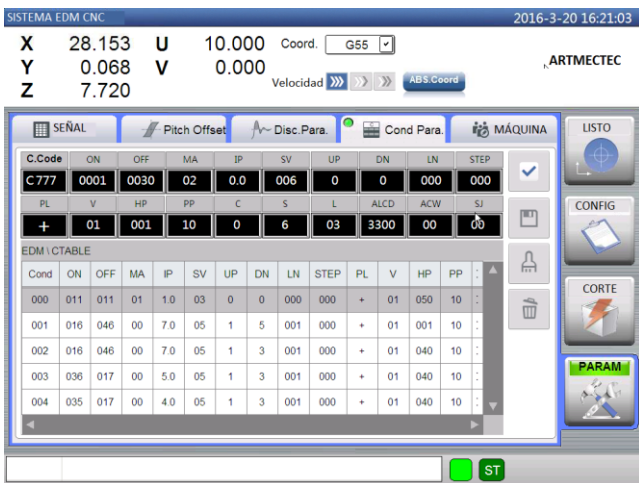 SISTEMA EDM CNC 2016-3-20 16:21:03
X 28.153 U 10.000 Coord. G55
Y 0.068 V 0.000 Velocidad ABS.Coord ARTMECTEC
Z 7.720
SEÑAL Pitch Offset Disc.Para. Cond Para. MÁQUINA LISTO
C.Code ON OFF MA IP SV UP DN LN STEP
C777 0001 0030 02 0.0 006 0 0 000 000
PL V HP PP C S L ALCD ACW SJ CONFIG
+ 01 001 10 0 6 03 3300 00 00
EDM\CTABLE
Cond ON OFF MA IP SV UP DN LN STEP PL V HP PP
CORTE
000 011 011 01 1.0 03 0 0 000 000 + 01 050 10
001 016 046 00 7.0 05 1 5 001 001 + 01 001 10
002 016 046 00 7.0 05 1 3 001 000 + 01 040 10
PARAM
003 036 017 00 5.0 05 1 3 001 000 + 01 040 10
004 035 017 00 4.0 05 1 3 001 000 + 01 040 10
ST